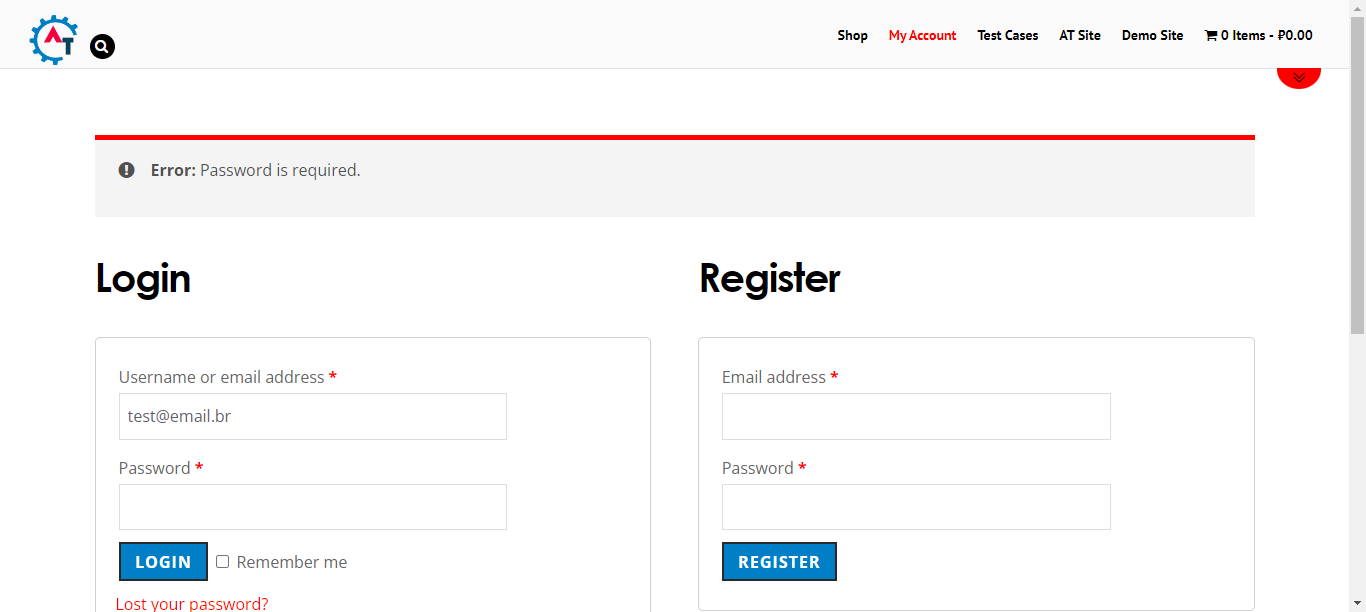 AT
Shop My Account Test Cases AT Site Demo Site 0 Items - ₽0.00
Error: Password is required.
Login
Register
Username or email address *
test@email.br
Password *
LOGIN Remember me
Lost your password?
Email address *
Password *
REGISTER